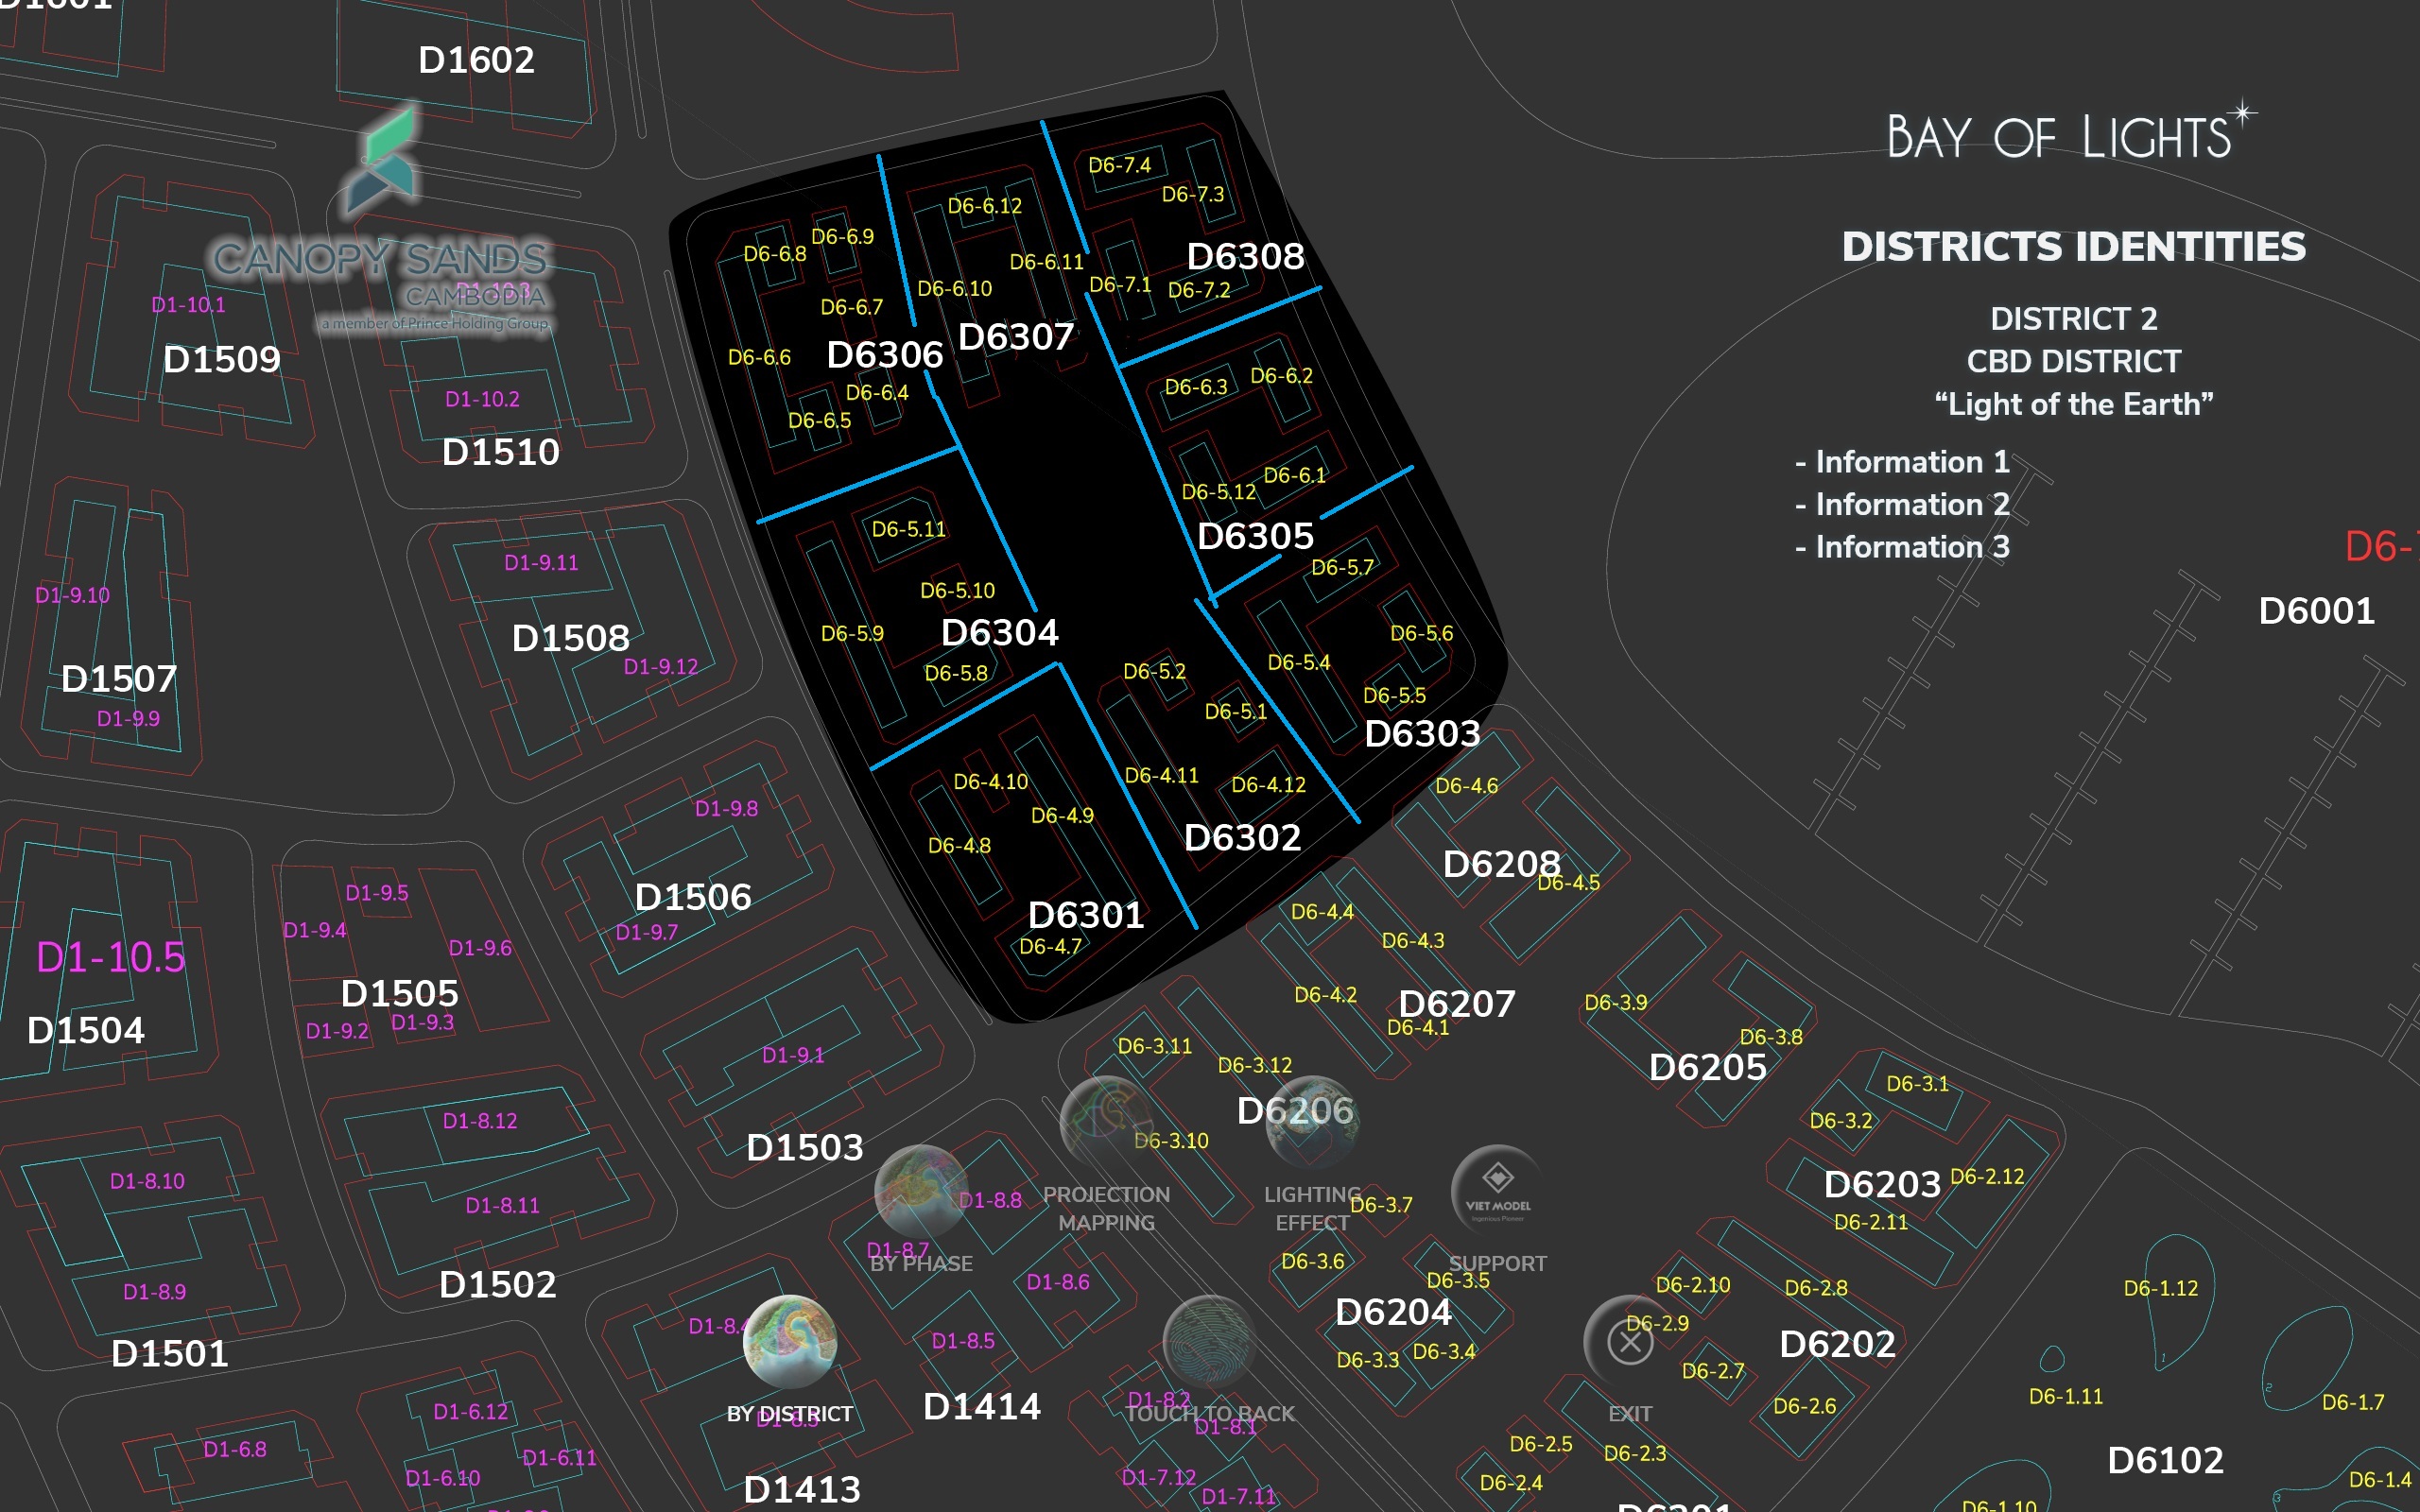 D1602
BAY OF LIGHTS
DISTRICTS IDENTITIES
DISTRICT 2
CBD DISTRICT
“Light of the Earth”
- Information 1
- Information 2
- Information 3
CANOPY SANDS
CAMBODIA
a member of Prince Holding Group
D1-10.1
D1509
D1-10.3
D1-10.2
D1510
D6-7.4
D6-7.3
D6308
D6-7.1
D6-7.2
D6-6.12
D6-6.11
D6-6.10
D6307
D6-6.9
D6-6.8
D6-6.7
D6-6.6
D6306
D6-6.4
D6-6.5
D6-6.3
D6-6.2
D6-6.1
D6-5.12
D6305
D6-5.11
D6-5.10
D6-5.9
D6304
D6-5.8
D6-5.7
D6-5.6
D6-5.4
D6-5.5
D6303
D6-5.2
D6-5.1
D6-4.11
D6-4.12
D6302
D6-4.10
D6-4.9
D6-4.8
D6301
D6-4.7
D6001
D1-9.10
D1507
D1-9.9
D1-9.11
D1508
D1-9.12
D1-9.8
D1506
D1-9.7
D1-9.5
D1-9.4
D1-9.6
D1505
D1-9.2
D1-9.3
D1-10.5
D1504
D1-9.1
D1503
D1-8.12
D1-8.11
D1502
D1-8.10
D1-8.9
D1501
D6-4.6
D6208
D6-4.5
D6-4.4
D6-4.3
D6-4.2
D6207
D6-4.1
D6-3.9
D6-3.8
D6205
D6-3.11
D6-3.12
D6206
D6-3.10
D6-3.1
D6-3.2
D6203
D6-2.12
D6-2.11
D6-3.7
D6-3.6
D6-3.5
D6204
D6-3.3
D6-3.4
D6-2.10
D6-2.8
D6-2.9
D6202
D6-2.7
D6-2.6
D6-2.5
D6-2.3
D6-2.4
D6-1.12
D6-1.11
D6-1.7
D6102
D6-1.4
D6-1.10
1
2
3
D1-8.8
D1-8.7
D1-8.6
D1-8.5
D1414
D1-8.2
D1-8.1
D1-7.12
D1-7.11
D1413
D1-6.12
D1-6.11
D1-6.10
D1-6.8
BY PHASE
PROJECTION
MAPPING
LIGHTING
EFFECT
VIET MODEL
Ingenious Pioneer
SUPPORT
BY DISTRICT
TOUCH TO BACK
EXIT